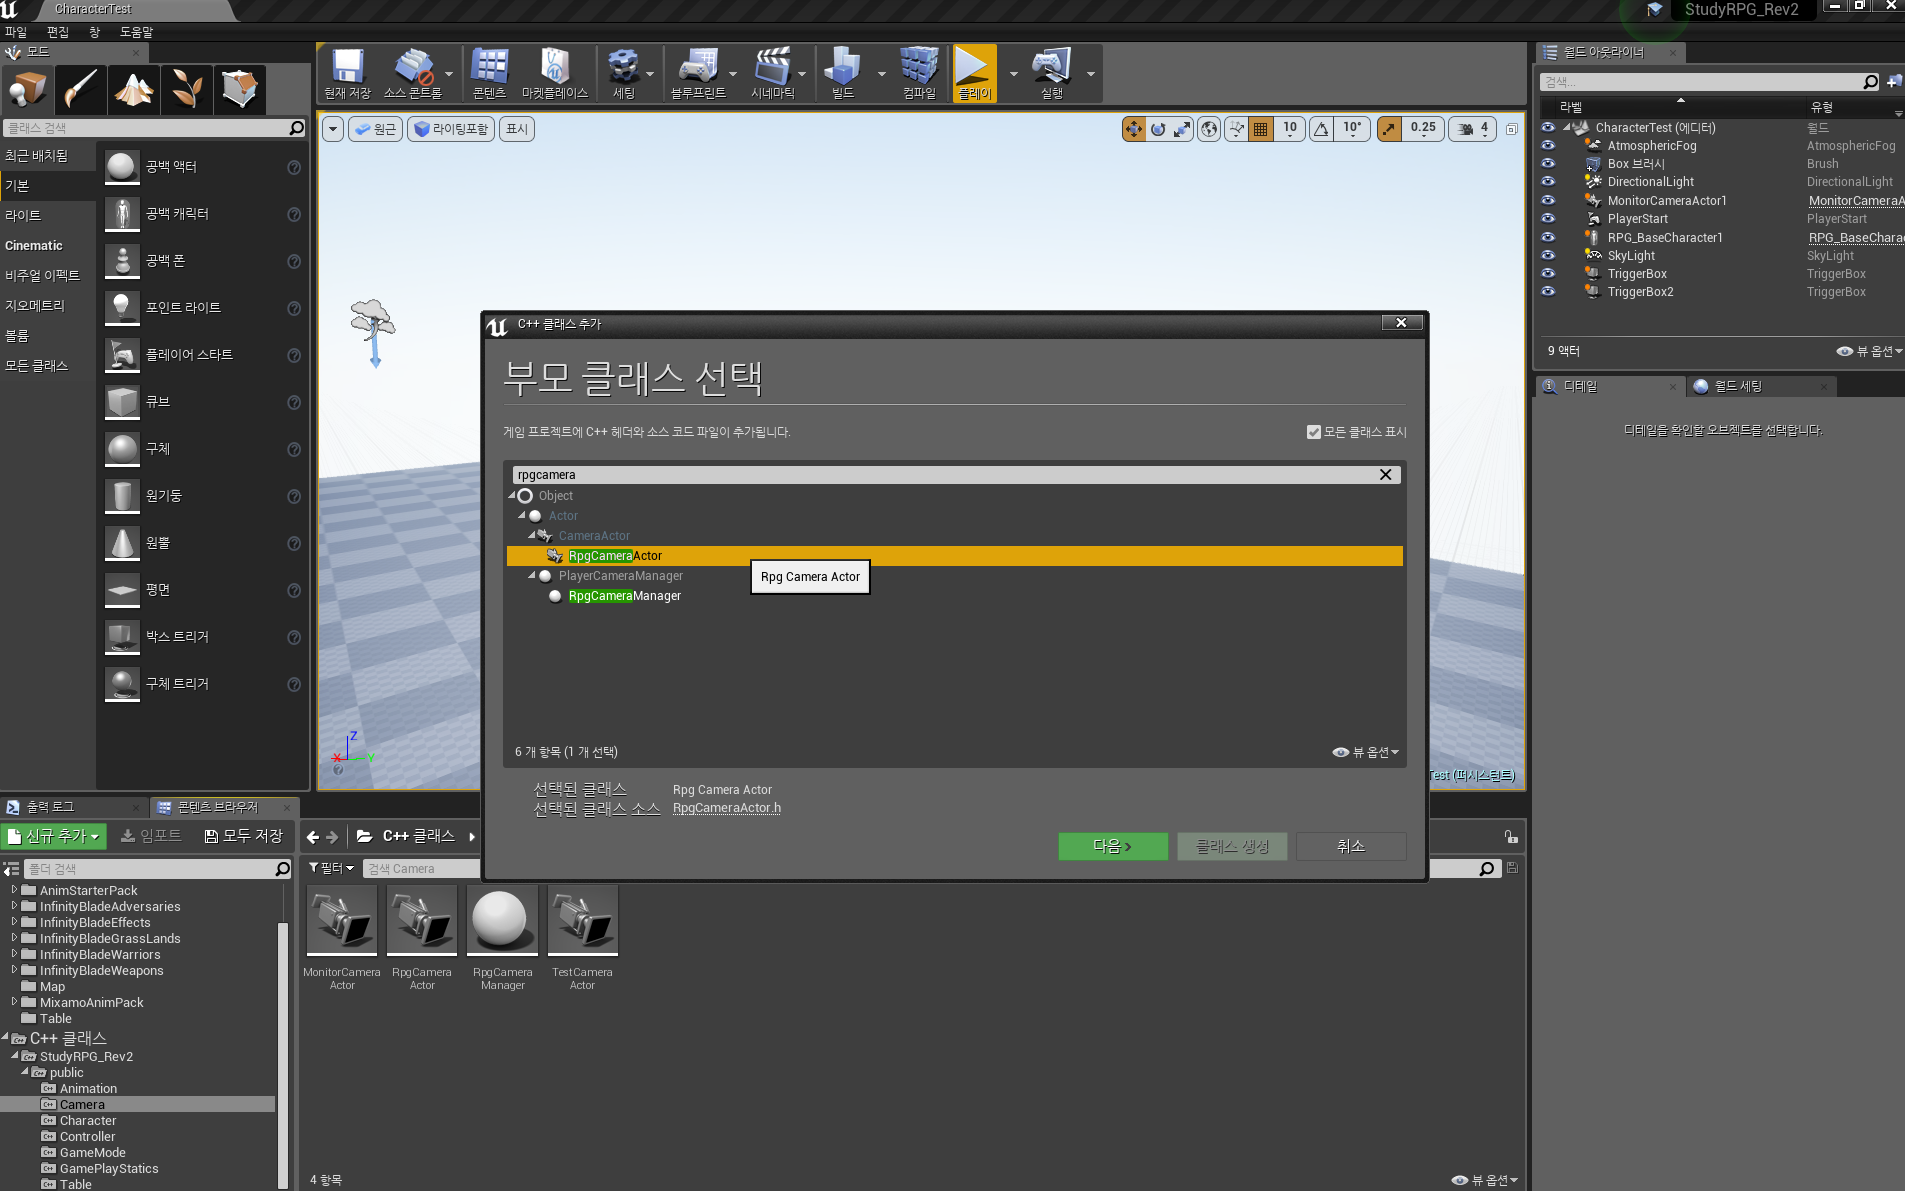 CharacterTest
StudyRPG_Rev2
파일 편집 창 도움말
모드
현재 저장 소스 콘트롤 콘텐츠 마켓플레이스 세팅 블루프린트 시네마틱 빌드 컴파일 플레이 실행
클래스 검색
최근 배치됨
기본
라이트
Cinematic
비주얼 이펙트
지오메트리
볼륨
모든 클래스
공백 액터
공백 캐릭터
공백 폰
포인트 라이트
플레이어 스타트
큐브
구체
원기둥
원뿔
평면
박스 트리거
구체 트리거
원근 라이팅포함 표시
10 10° 0.25 4
X Y Z
Test (퍼시스턴트)
월드 아웃라이너
검색...
라벨 유형
CharacterTest (에디터) 월드
AtmosphericFog AtmosphericFog
Box 브러시 Brush
DirectionalLight DirectionalLight
MonitorCameraActor1 MonitorCameraA
PlayerStart PlayerStart
RPG_BaseCharacter1 RPG_BaseCharac
SkyLight SkyLight
TriggerBox TriggerBox
TriggerBox2 TriggerBox
9 액터 뷰 옵션
디테일 월드 세팅
디테일을 확인할 오브젝트를 선택합니다.
C++ 클래스 추가
부모 클래스 선택
게임 프로젝트에 C++ 헤더와 소스 코드 파일이 추가됩니다. 모든 클래스 표시
rpgcamera
Object
Actor
CameraActor
RpgCameraActor
Rpg Camera Actor
PlayerCameraManager
RpgCameraManager
6 개 항목 (1 개 선택) 뷰 옵션
선택된 클래스 Rpg Camera Actor
선택된 클래스 소스 RpgCameraActor.h
다음 > 클래스 생성 취소
출력 로그 콘텐츠 브라우저
신규 추가 임포트 모두 저장 C++ 클래스
폴더 검색
필터 검색 Camera
AnimStarterPack
InfinityBladeAdversaries
InfinityBladeEffects
InfinityBladeGrassLands
InfinityBladeWarriors
InfinityBladeWeapons
Map
MixamoAnimPack
Table
C++ 클래스
StudyRPG_Rev2
public
Animation
Camera
Character
Controller
GameMode
GamePlayStatics
Table
MonitorCamera RpgCamera RpgCamera TestCamera
Actor Actor Manager Actor
4 항목 뷰 옵션